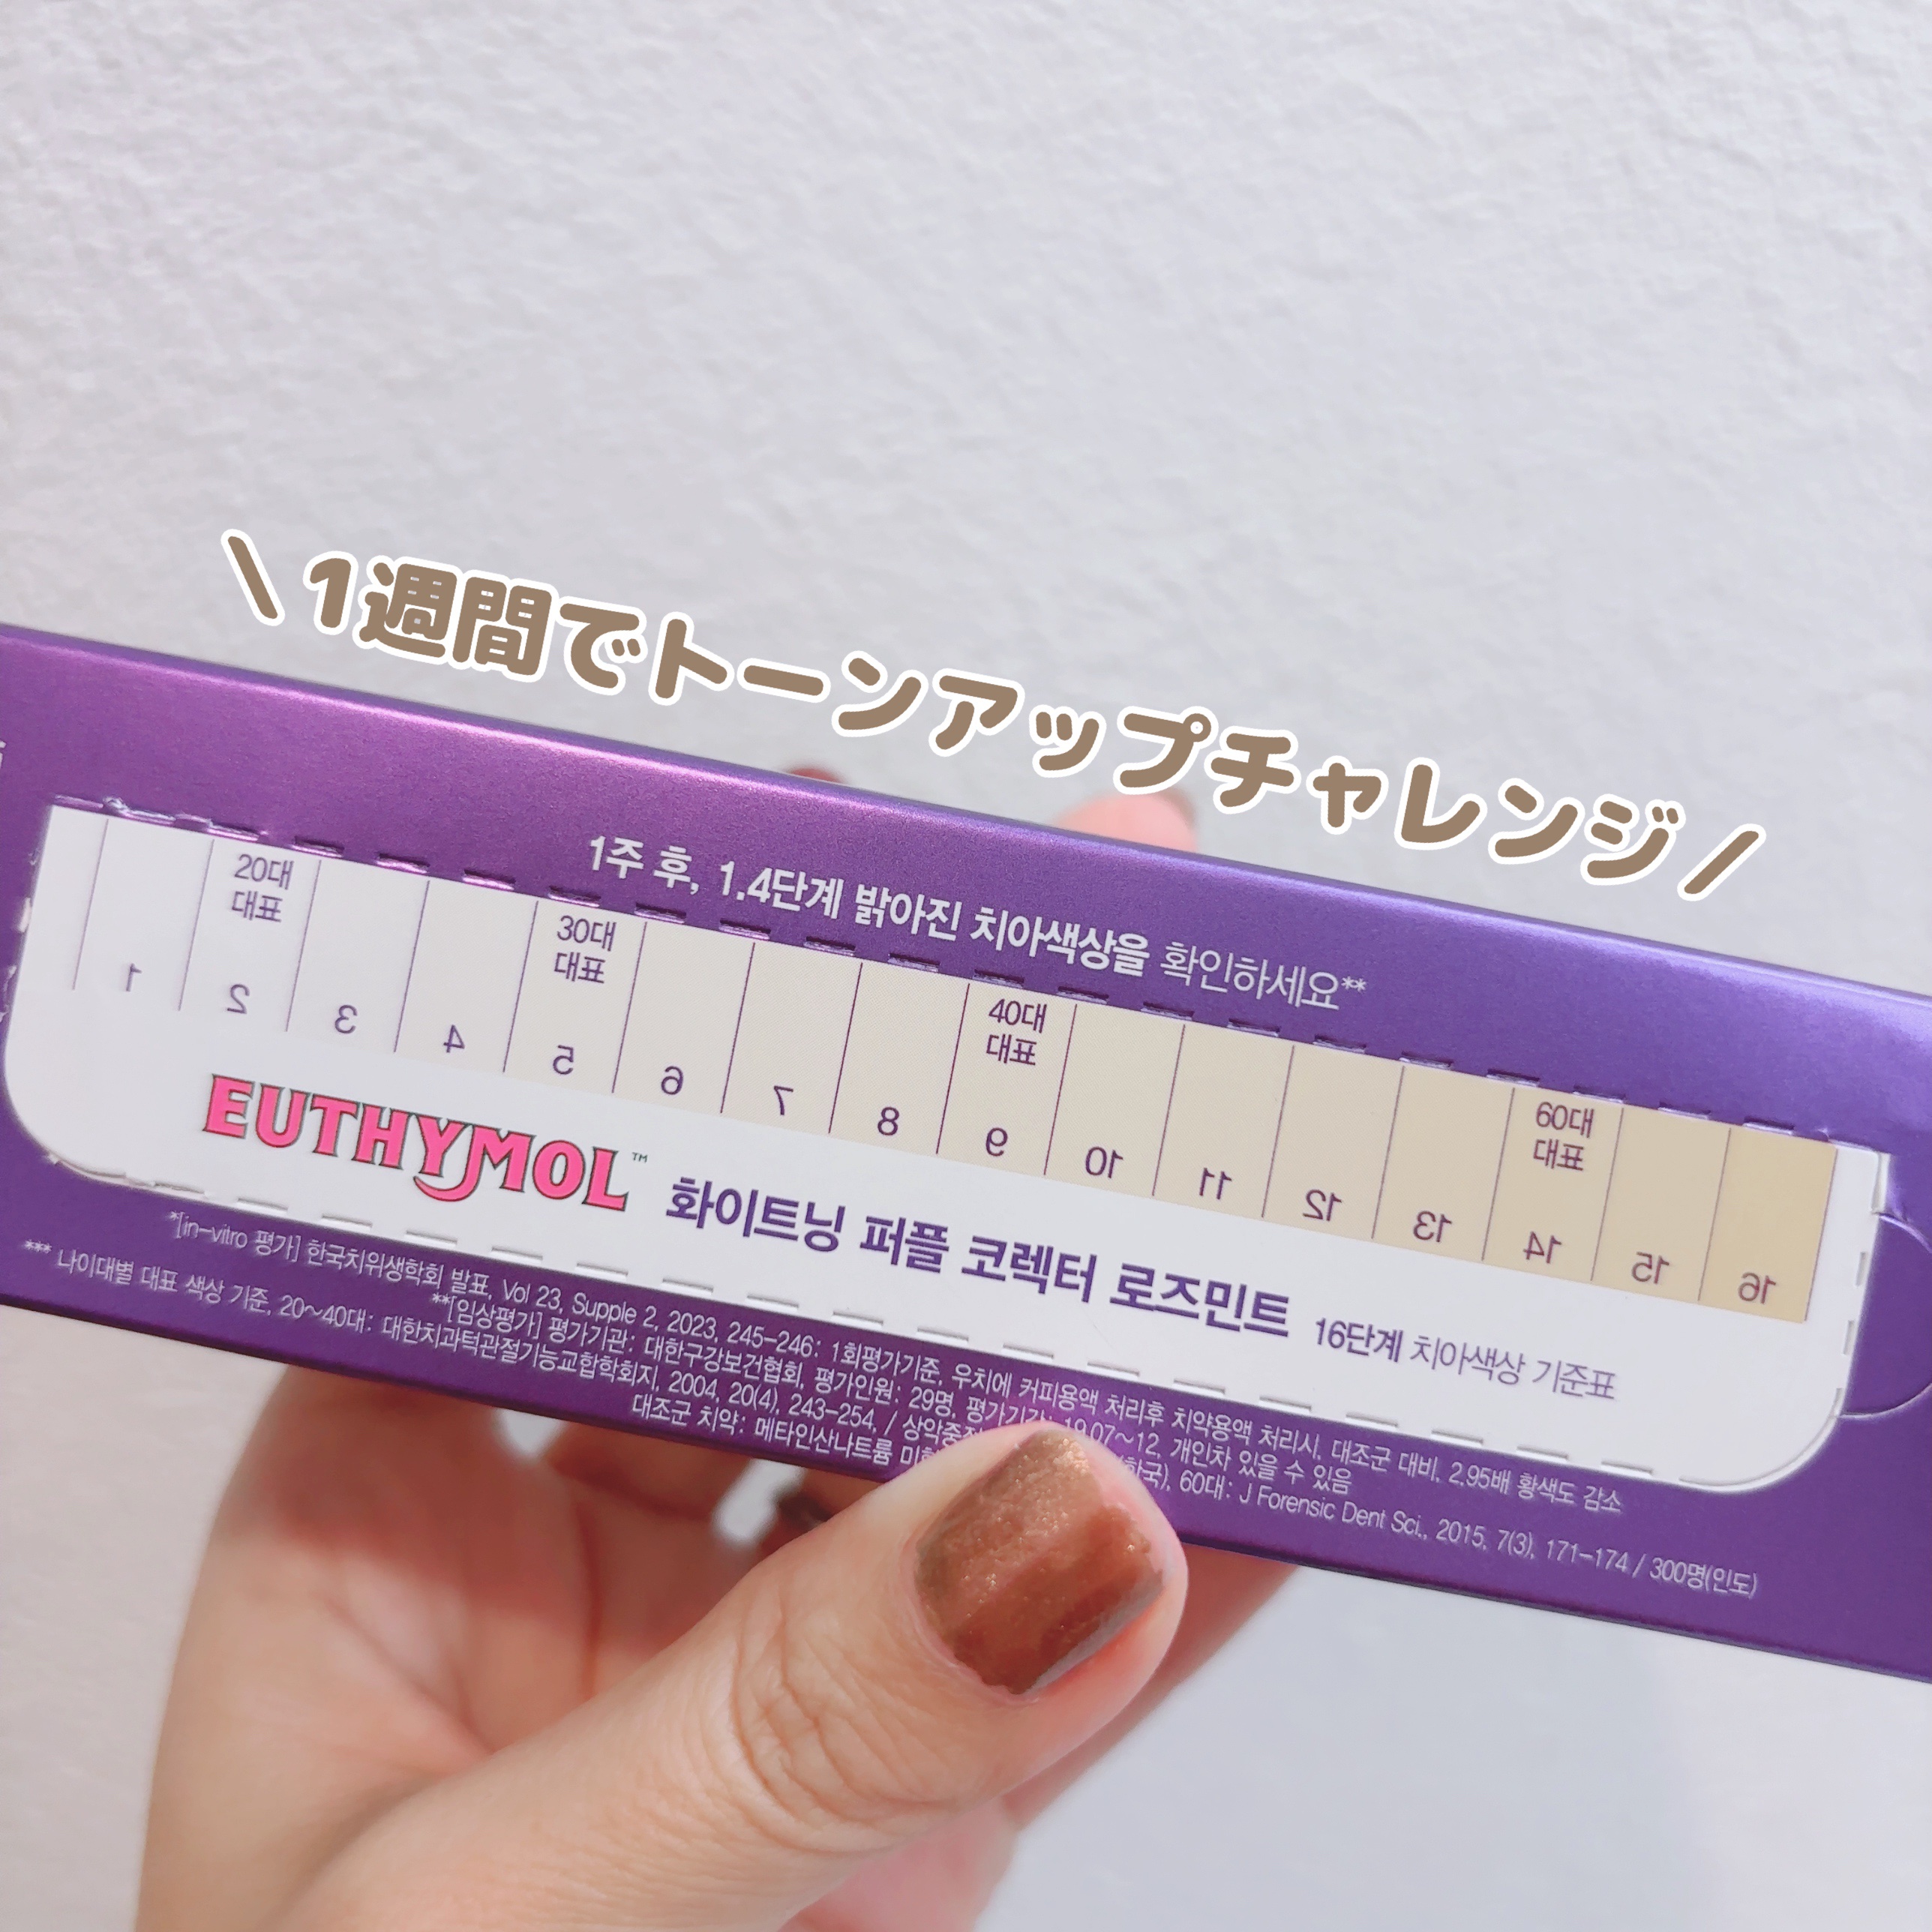 \ 1週間でトーンアップチャレンジ /
1주 후, 1.4단계 밝아진 치아색상을 확인하세요**
20대 대표
30대 대표
40대 대표
60대 대표
1 2 3 4 5 6 7 8 9 10 11 12 13 14 15 16
EUTHYMOL™ 화이트닝 퍼플 코렉터 로즈민트 16단계 치아색상 기준표
*[in-vitro 평가] 한국치위생학회 발표, Vol 23, Supple 2, 2023, 245-246: 1회평가기준, 우치에 커피용액 처리후 치약용액 처리시, 대조군 대비. 2.95배 황색도 감소
**[임상평가] 평가기관: 대한구강보건협회, 평가인원: 29명, 19.07~12, 개인차 있을 수 있음
*** 나이대별 대표 색상 기준, 20~40대: 대한치과턱관절기능교합학회지, 2004, 20(4), 243-254, / (한국), 60대: J Forensic Dent Sci., 2015, 7(3), 171-174 / 300명(인도)
대조군 치약: 메타인산나트륨